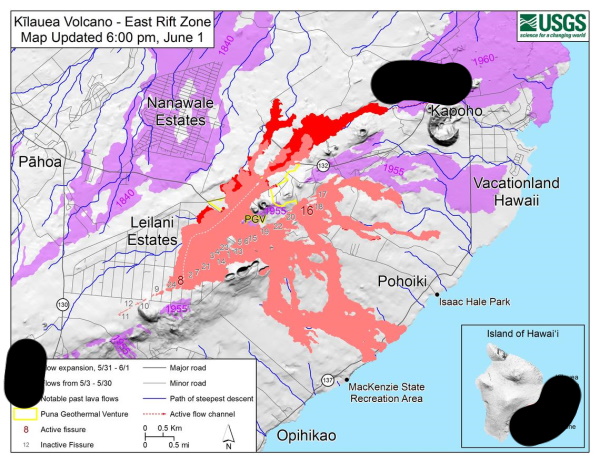 Kīlauea Volcano - East Rift Zone
Map Updated 6:00 pm, June 1
USGS
science for a changing world
1840
1960
Nanawale
Estates
Kapoho
Pāhoa
132
1955
Vacationland
Hawaii
1840
Leilani
Estates
PGV
1955
16
8
9
12
11
10
Pohoiki
Isaac Hale Park
130
1955
Island of Hawai'i
137
MacKenzie State
Recreation Area
Opihikao
expansion, 5/31 - 6/1
flows from 5/3 - 5/30
Notable past lava flows
Puna Geothermal Venture
8 Active fissure
12 Inactive Fissure
Major road
Minor road
Path of steepest descent
Active flow channel
0 0.5 Km
0 0.5 mi
N